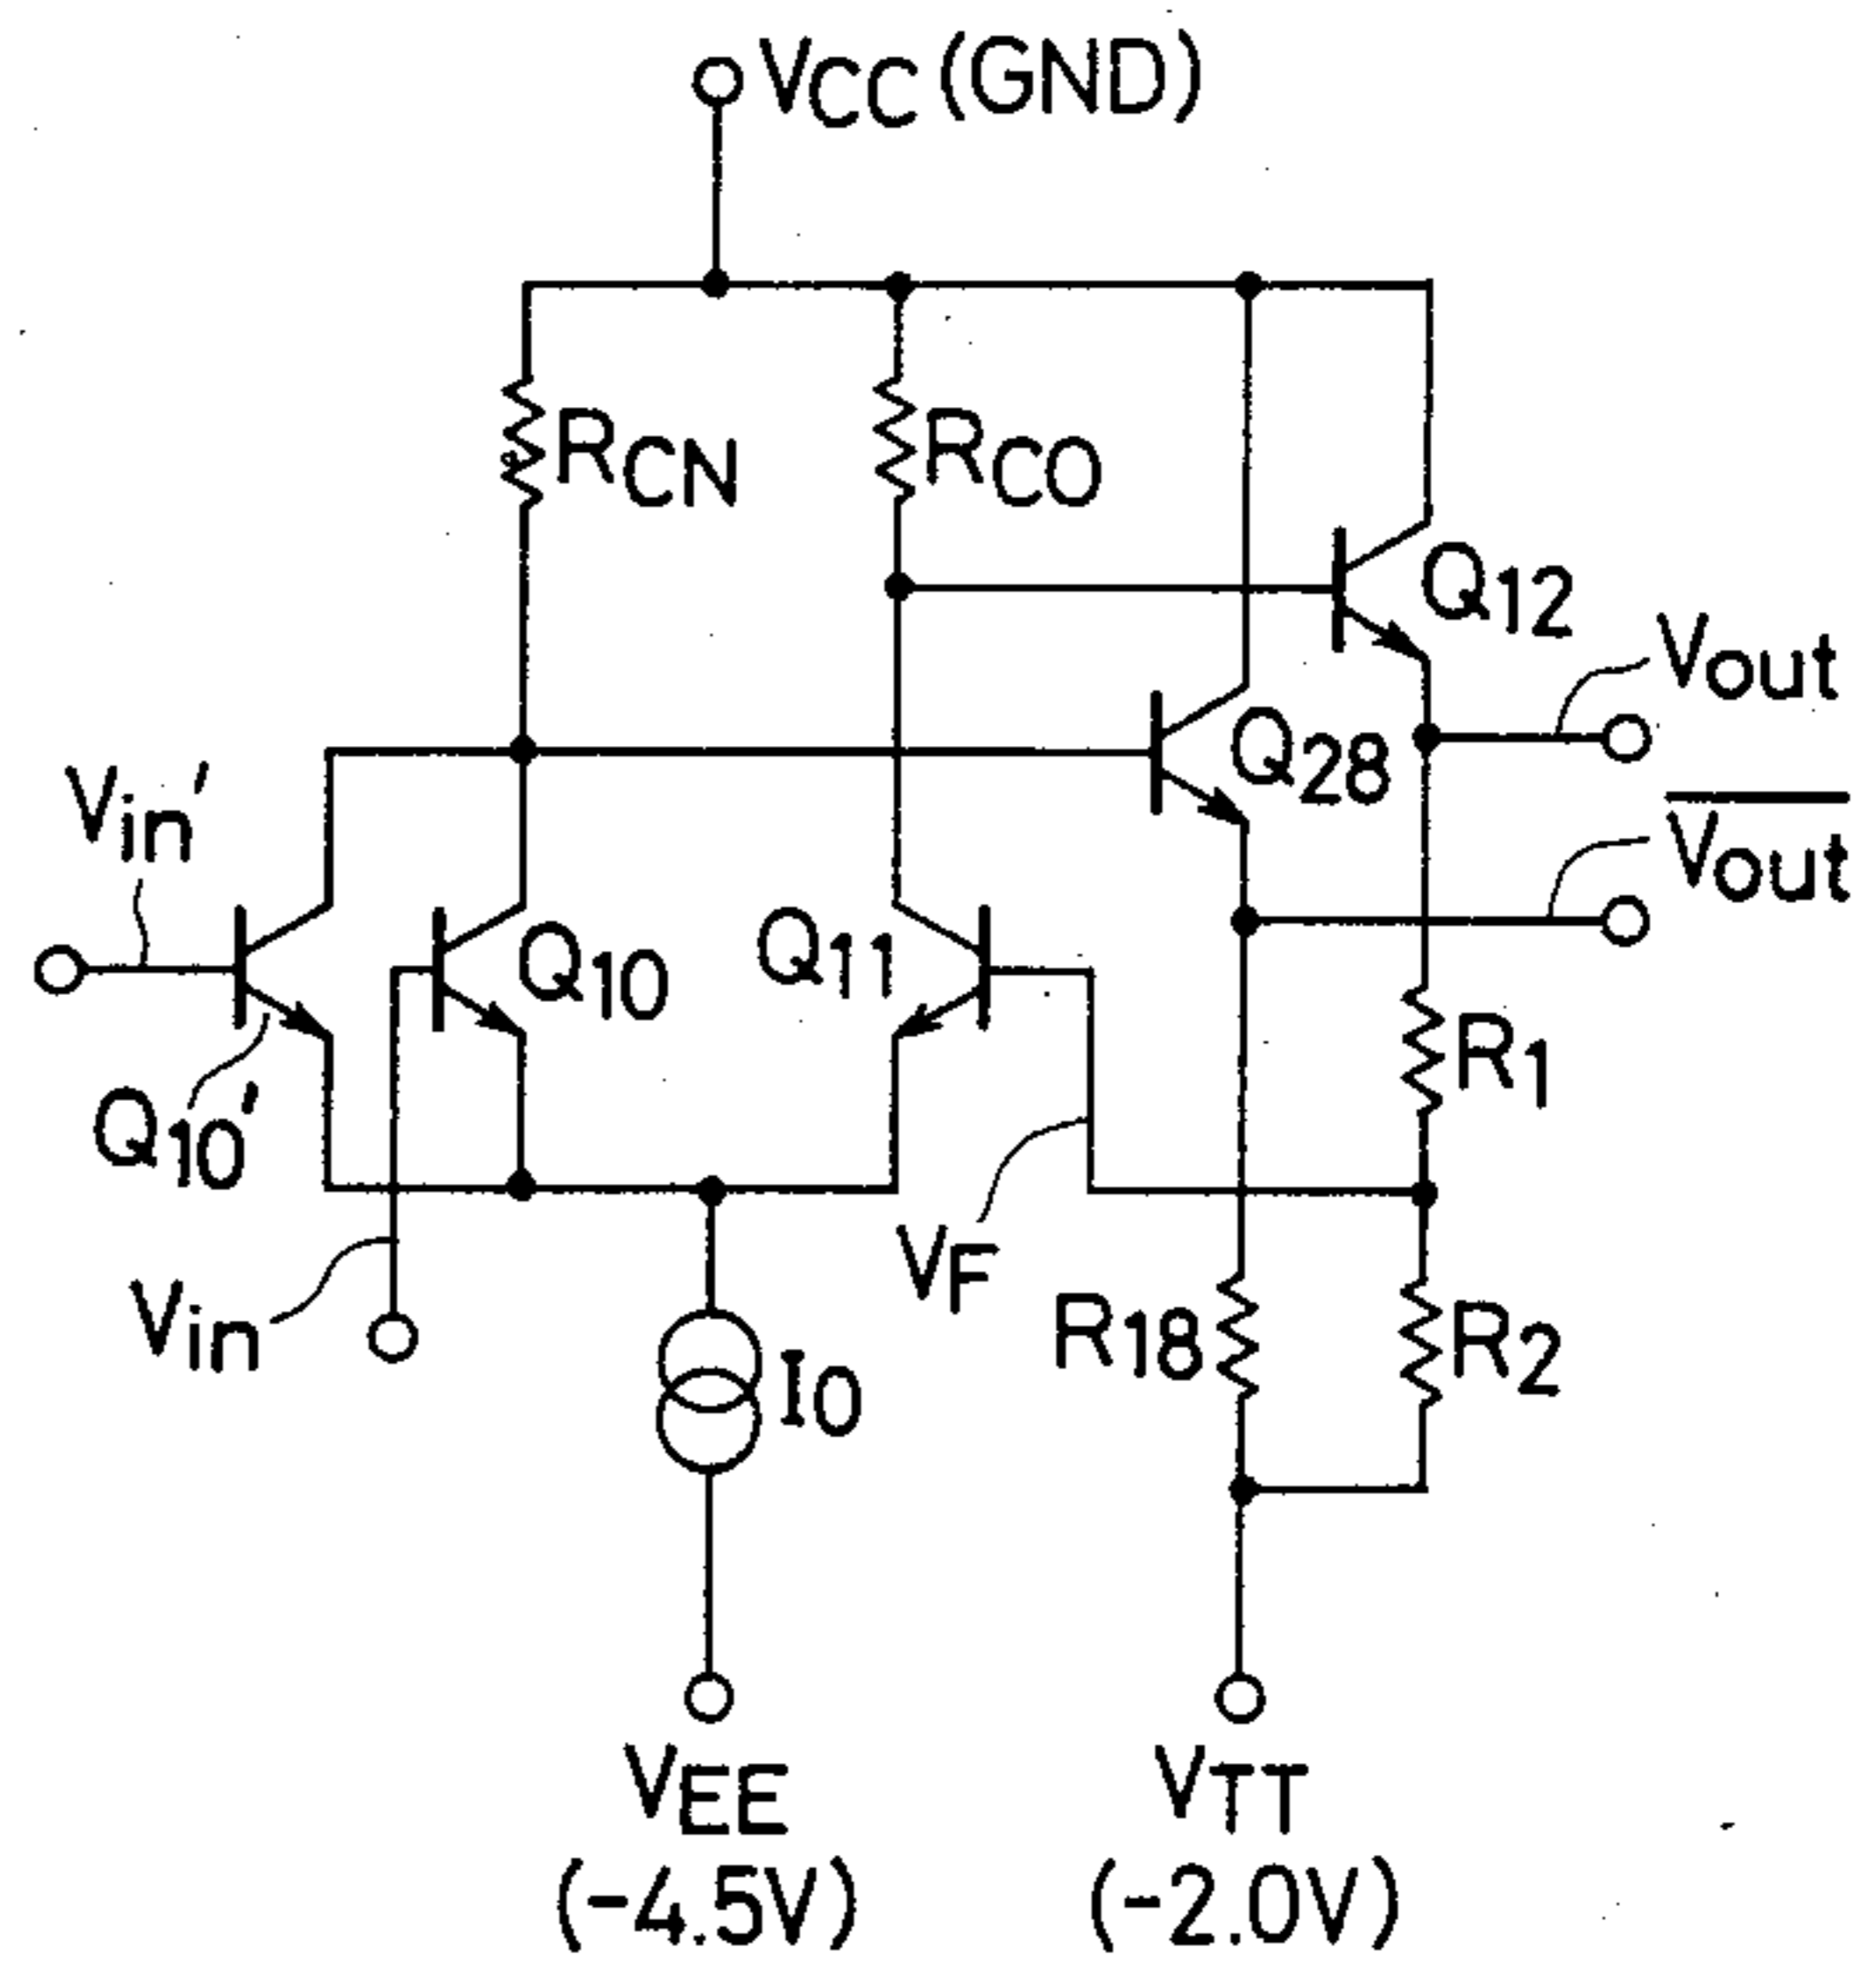 VCC (GND)
RCN
RCO
Q12
Vout
Q28
Vout
Vin'
Q10
Q11
R1
Q10'
VF
Vin
R18
R2
IO
VEE
(-4.5V)
VTT
(-2.0V)